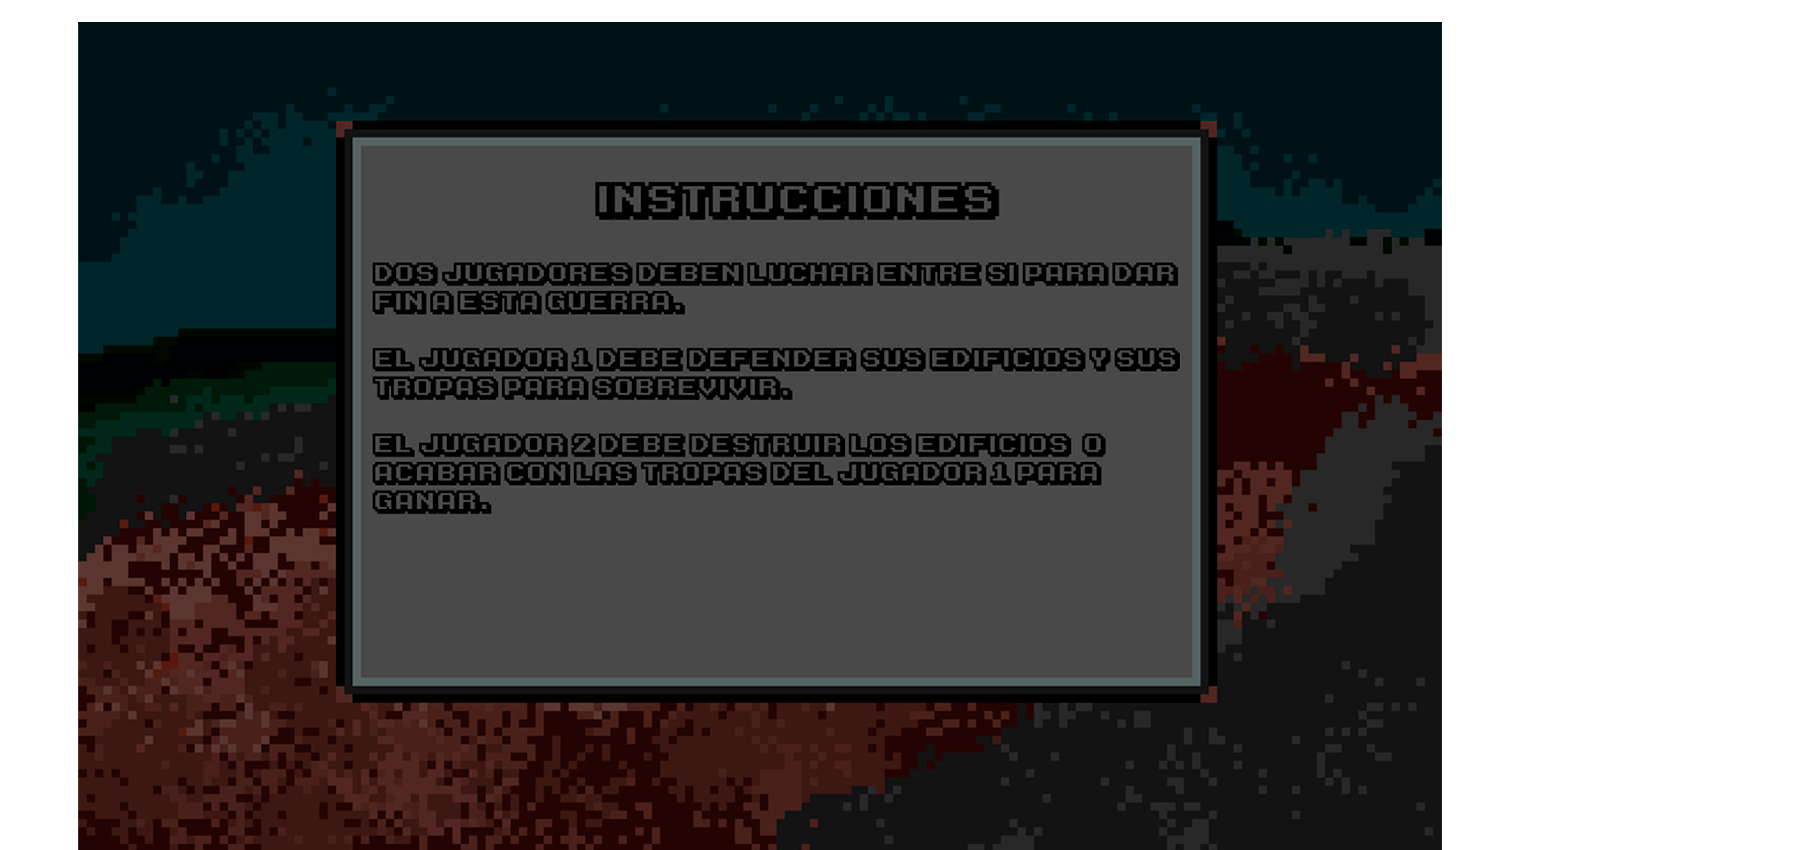 INSTRUCCIONES
DOS JUGADORES DEBEN LUCHAR ENTRE SI PARA DAR
FIN A ESTA GUERRA.
EL JUGADOR 1 DEBE DEFENDER SUS EDIFICIOS Y SUS
TROPAS PARA SOBREVIVIR.
EL JUGADOR 2 DEBE DESTRUIR LOS EDIFICIOS  O
ACABAR CON LAS TROPAS DEL JUGADOR 1 PARA
GANAR.